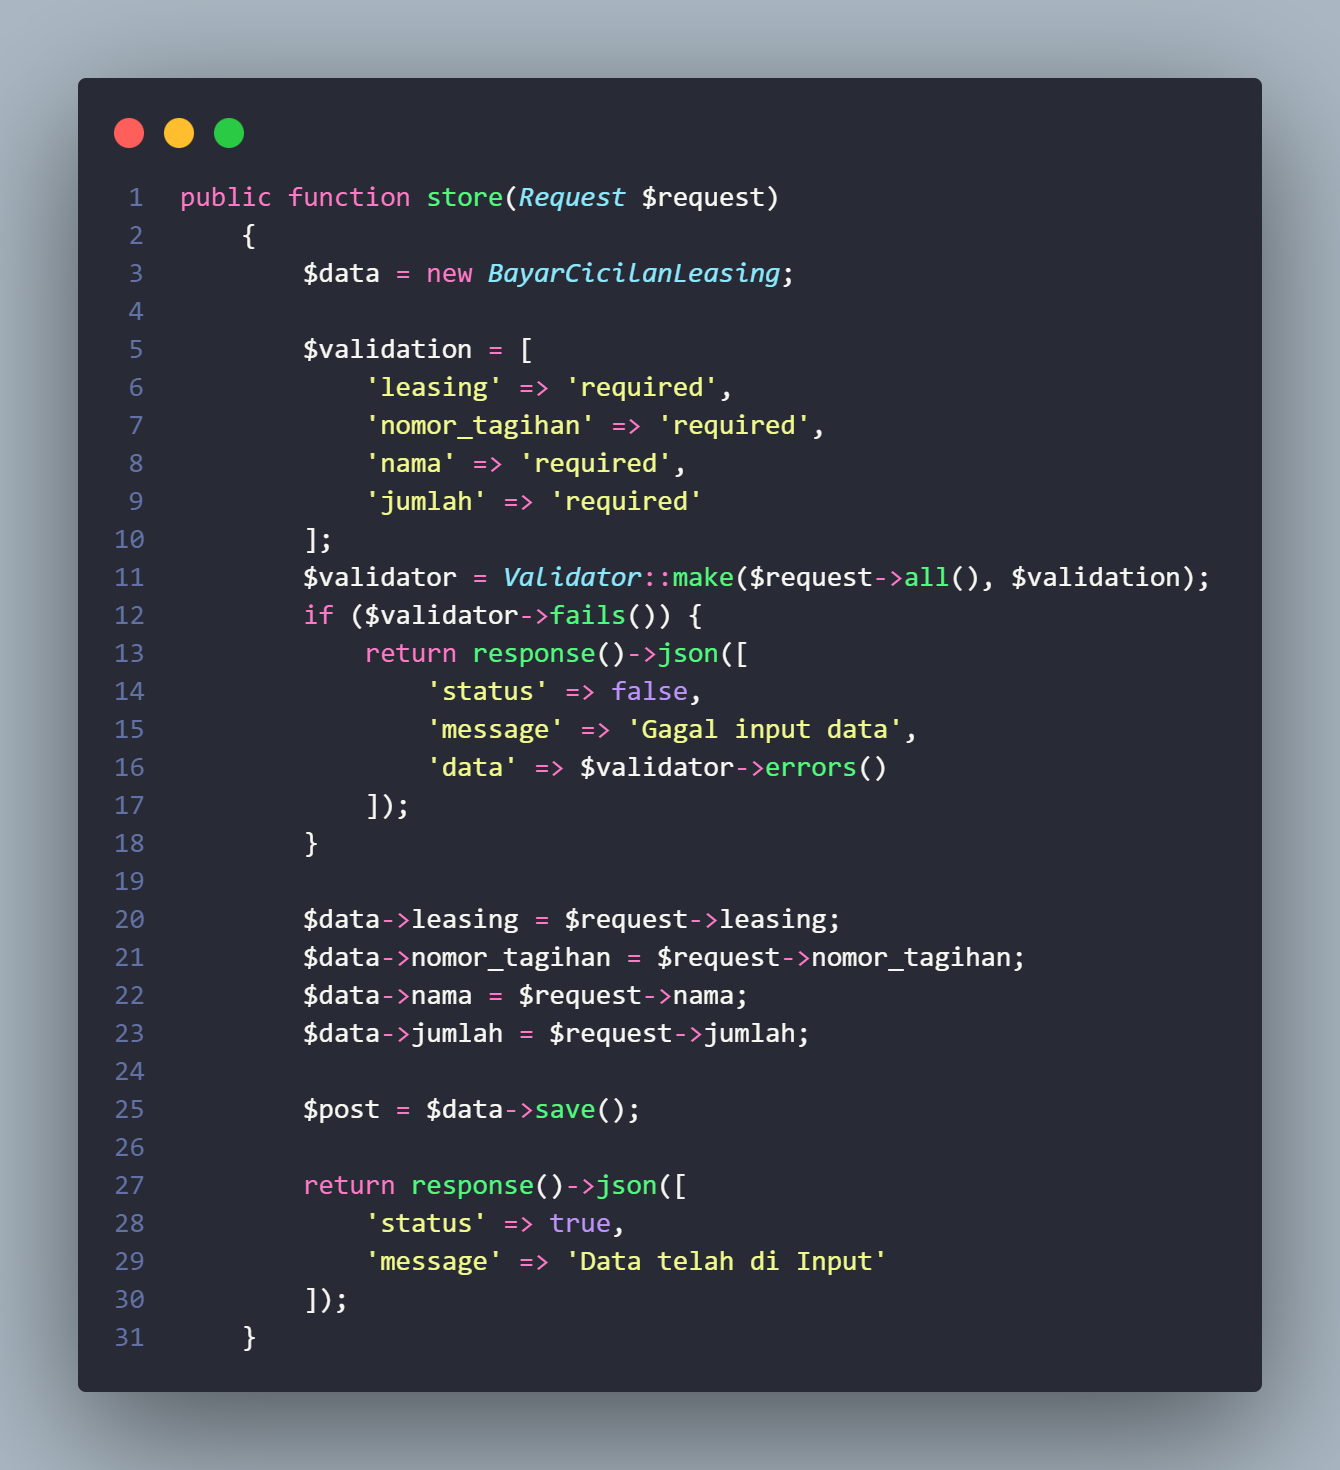 1 public function store(Request $request)
2 {
3 $data = new BayarCicilanLeasing;
4
5 $validation = [
6 'leasing' => 'required',
7 'nomor_tagihan' => 'required',
8 'nama' => 'required',
9 'jumlah' => 'required'
10 ];
11 $validator = Validator::make($request->all(), $validation);
12 if ($validator->fails()) {
13 return response()->json([
14 'status' => false,
15 'message' => 'Gagal input data',
16 'data' => $validator->errors()
17 ]);
18 }
19
20 $data->leasing = $request->leasing;
21 $data->nomor_tagihan = $request->nomor_tagihan;
22 $data->nama = $request->nama;
23 $data->jumlah = $request->jumlah;
24
25 $post = $data->save();
26
27 return response()->json([
28 'status' => true,
29 'message' => 'Data telah di Input'
30 ]);
31 }